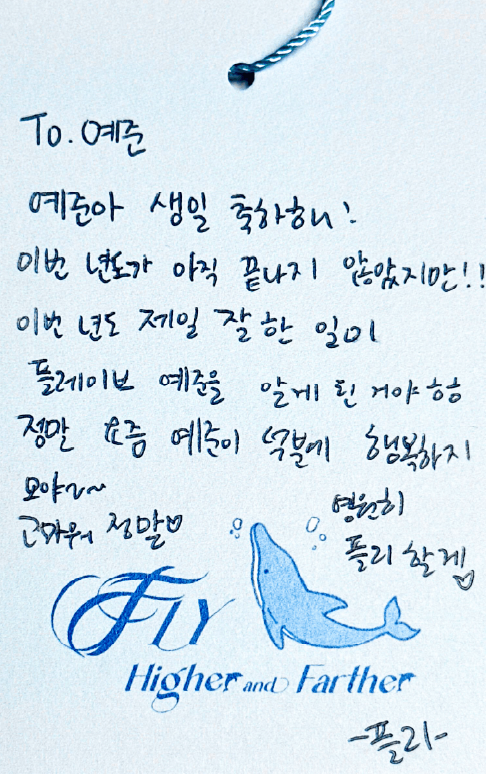 To. 예준
예준아 생일 축하해!
이번 년도가 아직 끝나지 않았지만!!
이번 년도 제일 잘한 일이
플레이브 예준을 알게 된 거야 ㅎㅎ
정말 요즘 예준이 덕분에 행복하지
모야~~
고마워 정말♡
영원히
플리 할게♡
FLY
Higher and Farther
-플리-